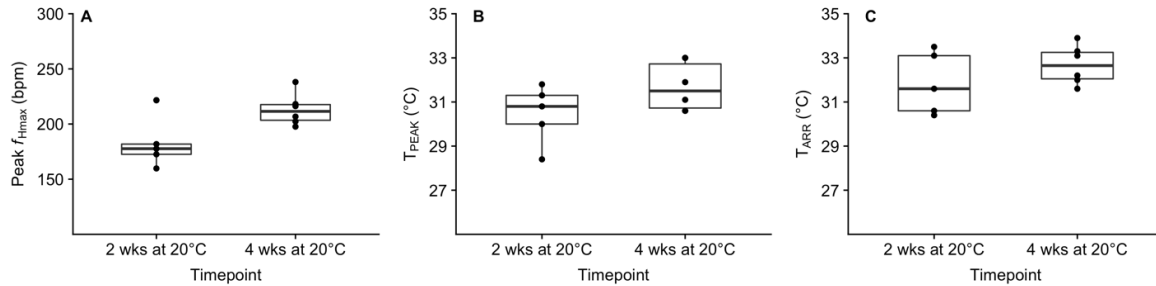 A
Peak fHmax (bpm)
300
250
200
150
2 wks at 20°C 4 wks at 20°C
Timepoint
B
TPEAK (°C)
33
31
29
27
2 wks at 20°C 4 wks at 20°C
Timepoint
C
TARR (°C)
33
31
29
27
2 wks at 20°C 4 wks at 20°C
Timepoint